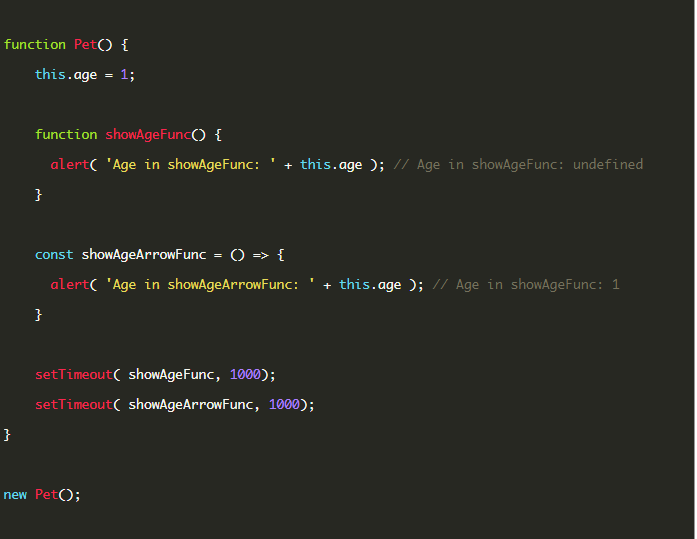 function Pet() {
    this.age = 1;
    function showAgeFunc() {
      alert( 'Age in showAgeFunc: ' + this.age ); // Age in showAgeFunc: undefined
    }
    const showAgeArrowFunc = () => {
      alert( 'Age in showAgeArrowFunc: ' + this.age ); // Age in showAgeFunc: 1
    }
    setTimeout( showAgeFunc, 1000);
    setTimeout( showAgeArrowFunc, 1000);
}
new Pet();